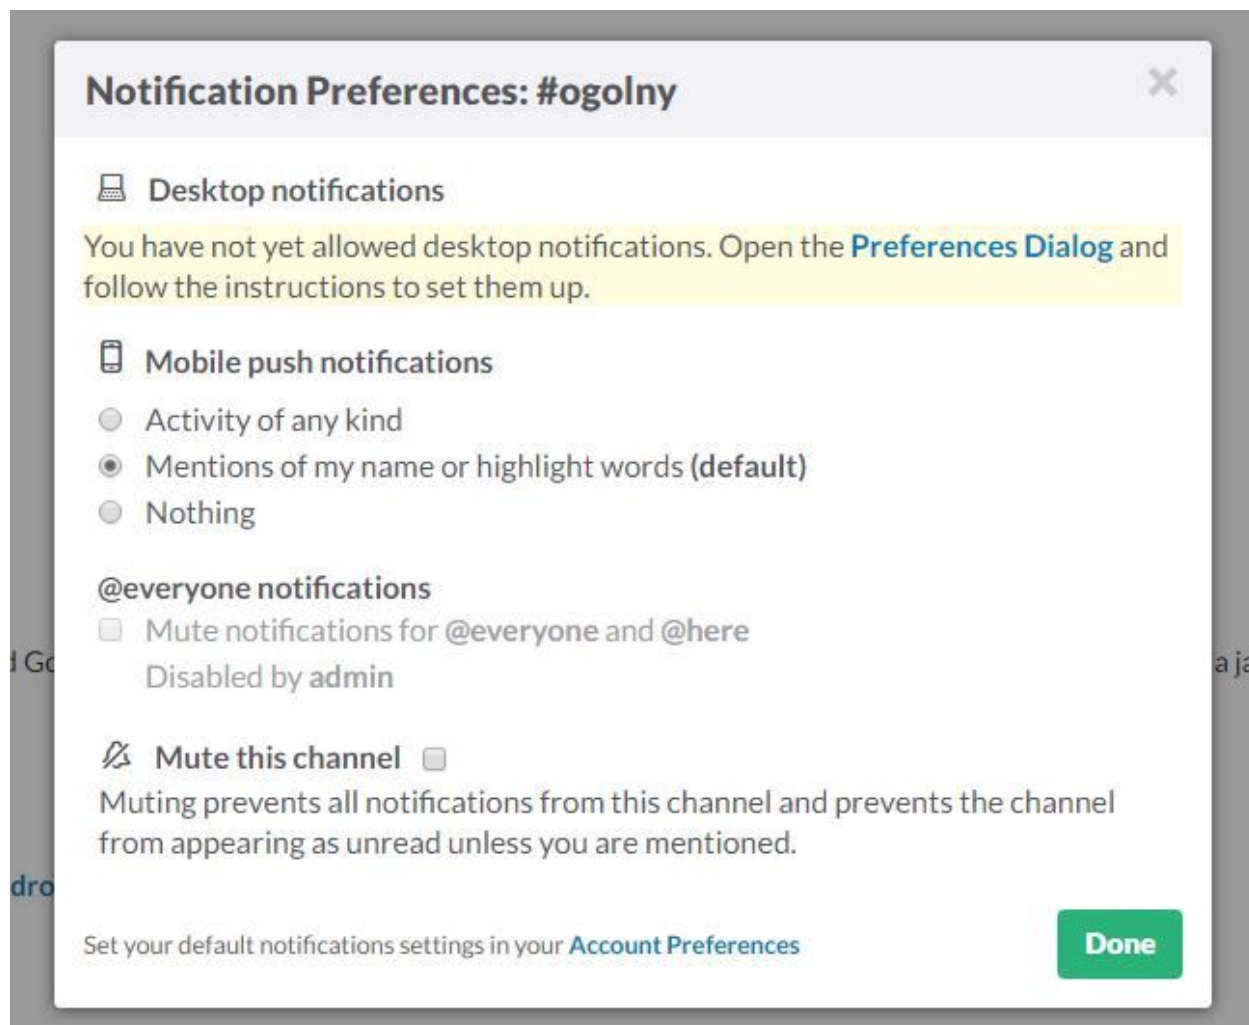 Notification Preferences: #ogolny
Desktop notifications
You have not yet allowed desktop notifications. Open the Preferences Dialog and
follow the instructions to set them up.
Mobile push notifications
Activity of any kind
Mentions of my name or highlight words (default)
Nothing
@everyone notifications
Mute notifications for @everyone and @here
Disabled by admin
Mute this channel
Muting prevents all notifications from this channel and prevents the channel
from appearing as unread unless you are mentioned.
Set your default notifications settings in your Account Preferences
Done